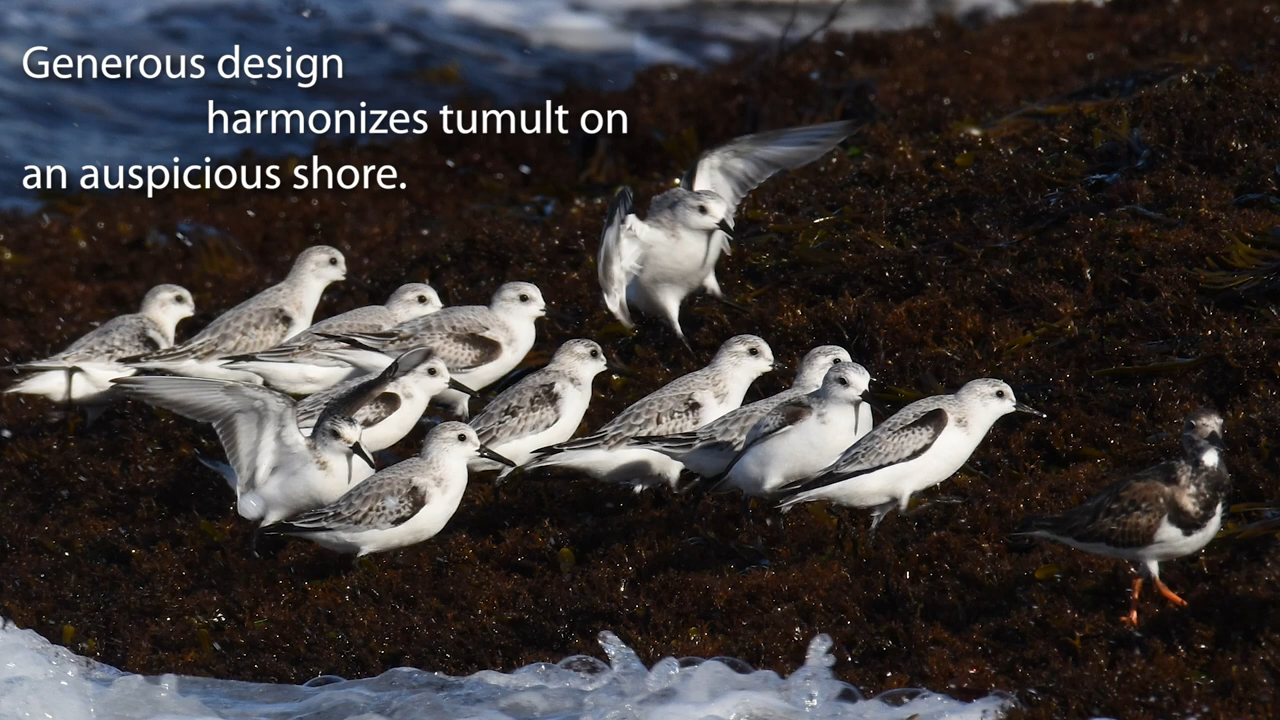 Generous design
harmonizes tumult on
an auspicious shore.